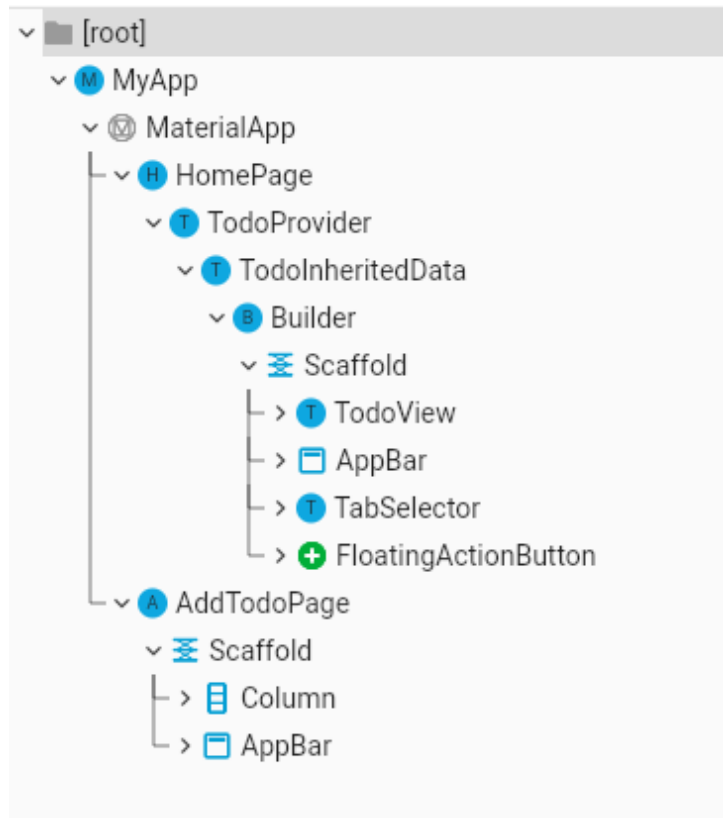 [root]
M MyApp
MaterialApp
H HomePage
T TodoProvider
T TodoInheritedData
B Builder
Scaffold
T TodoView
AppBar
T TabSelector
FloatingActionButton
A AddTodoPage
Scaffold
Column
AppBar